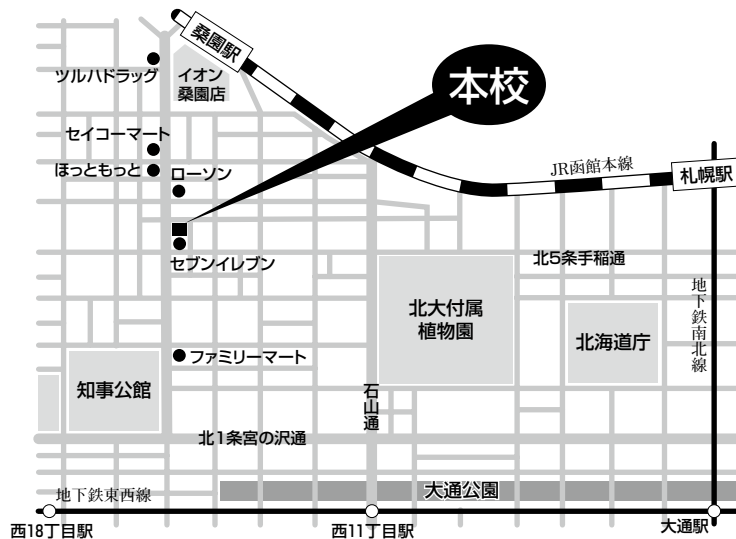 桑園駅
ツルハドラッグ
イオン
桑園店
本校
セイコーマート
ほっともっと
ローソン
JR函館本線
札幌駅
セブンイレブン
北5条手稲通
地下鉄南北線
北大付属
植物園
北海道庁
ファミリーマート
知事公館
石山通
北1条宮の沢通
地下鉄東西線
大通公園
西18丁目駅
西11丁目駅
大通駅